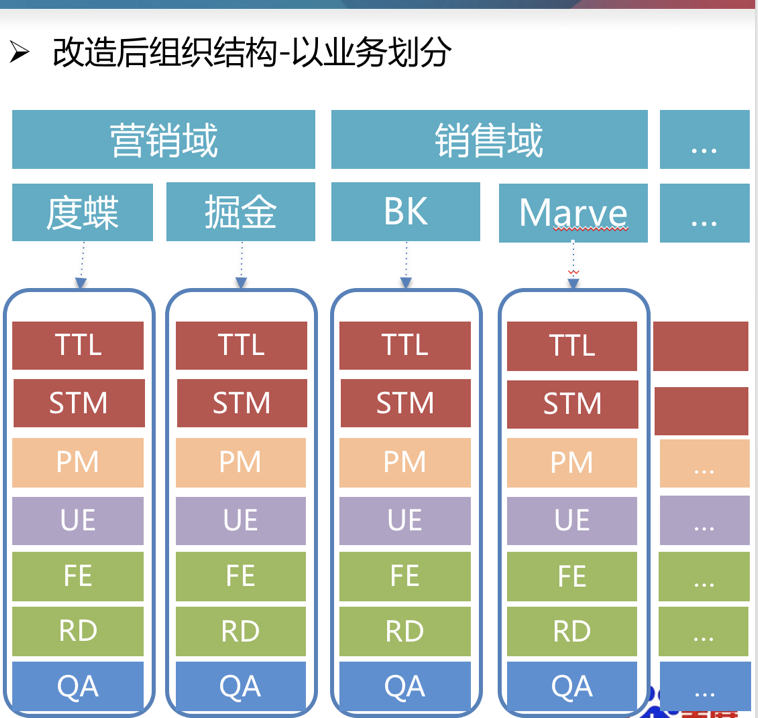 改造后组织结构-以业务划分
营销域 销售域 ...
度蝶 掘金 BK Marve ...
TTL TTL TTL TTL
STM STM STM STM
PM PM PM PM ...
UE UE UE UE ...
FE FE FE FE ...
RD RD RD RD ...
QA QA QA QA ...